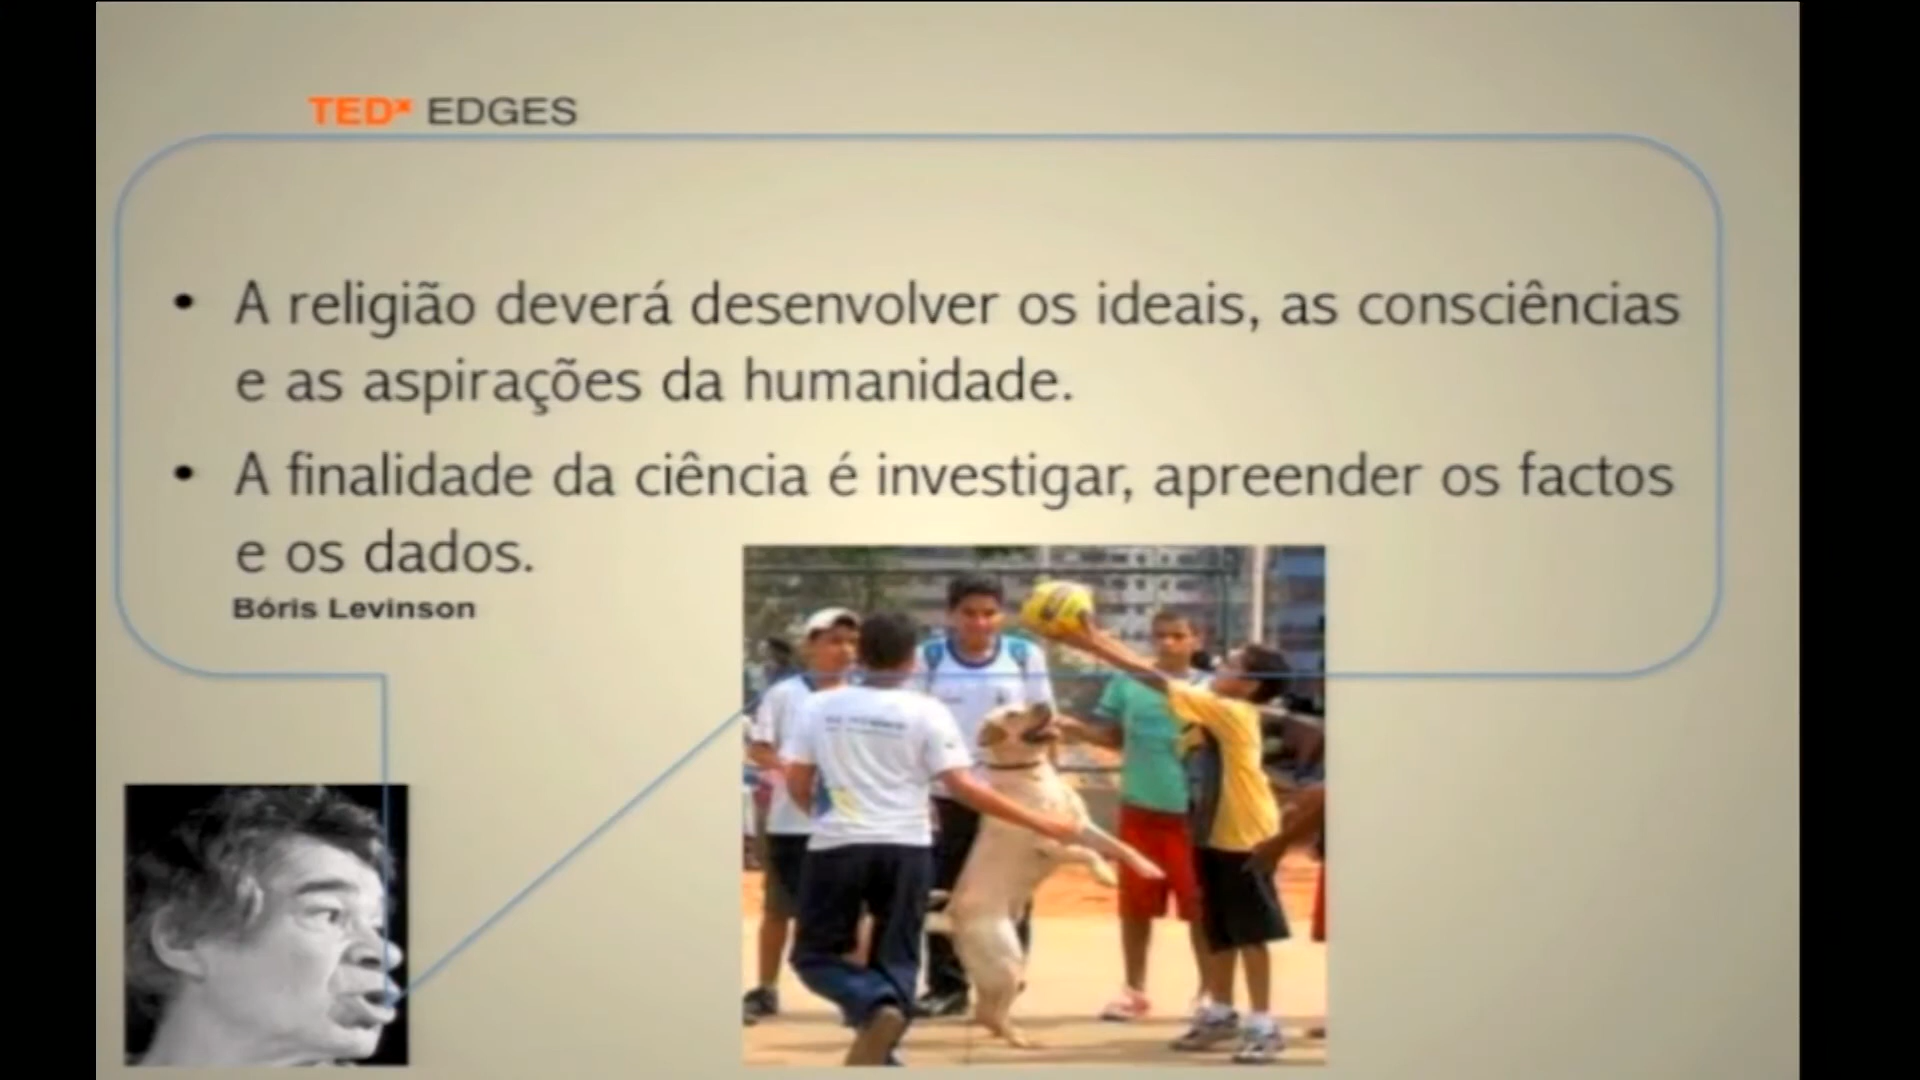 TEDx EDGES
• A religião deverá desenvolver os ideais, as consciências
e as aspirações da humanidade.
• A finalidade da ciência é investigar, apreender os factos
e os dados.
Bóris Levinson